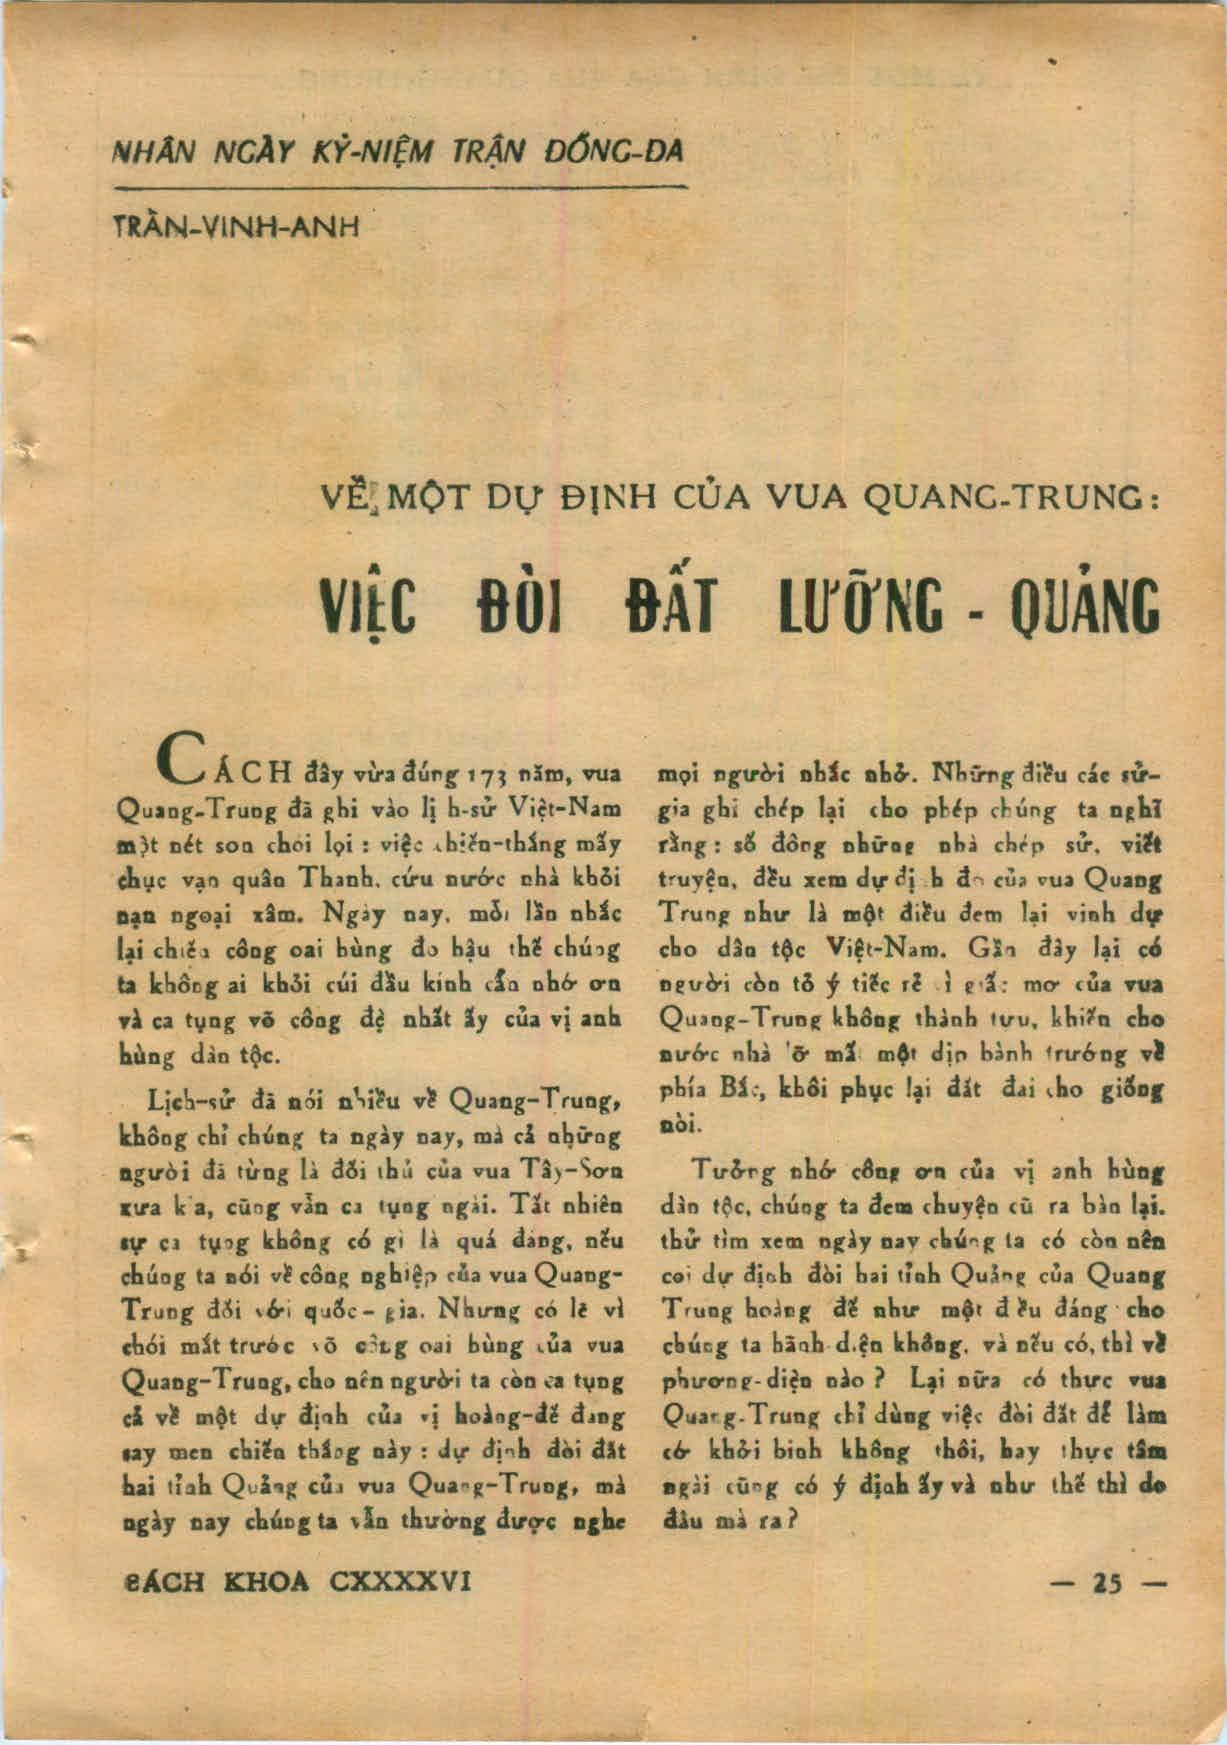 NHÂN NGÀY KỶ-NIỆM TRẬN ĐỐNG-ĐA
TRẦN-VINH-ANH
VỀ MỘT DỰ ĐỊNH CỦA VUA QUANG-TRUNG :
VIỆC ĐÒI ĐẤT LƯỠNG - QUẢNG
CÁCH đây vừa đúng 173 năm, vua
Quang-Trung đã ghi vào lị h-sử Việt-Nam
một nét son chói lọi : việc chiến-thắng mấy
chục vạn quân Thanh. cứu nước nhà khỏi
nạn ngoại xâm. Ngày nay, mỗi lần nhắc
lại chiến công oai hùng do hậu thế chúng
ta không ai khỏi cúi đầu kính cẩn nhớ ơn
và ca tụng võ công đệ nhất ấy của vị anh
hùng dân tộc.
Lịch-sử đã nói nhiều về Quang-Trung,
không chỉ chúng ta ngày nay, mà cả những
người đã từng là đối thủ của vua Tây-Sơn
xưa kia, cũng vẫn ca tụng ngài. Tất nhiên
sự ca tụng không có gì là quá đáng, nếu
chúng ta nói về công nghiệp của vua Quang-
Trung đối với quốc-gia. Nhưng có lẽ vì
chói mắt trước võ công oai hùng của vua
Quang-Trung, cho nên người ta còn ca tụng
cả về một dự định của vị hoàng-đế đang
say men chiến thắng này : dự định đòi đất
hai tỉnh Quảng của vua Quang-Trung, mà
ngày nay chúng ta vẫn thường được nghe
mọi người nhắc nhở. Những điều các sử-
gia ghi chép lại cho phép chúng ta nghĩ
rằng : số đông những nhà chép sử, viết
truyện, đều xem dự định đó của vua Quang
Trung như là một điều đem lại vinh dự
cho dân tộc Việt-Nam. Gần đây lại có
người còn tỏ ý tiếc rẻ vì giấc mơ của vua
Quang-Trung không thành tựu, khiến cho
nước nhà lỡ mất một dịp bành trướng về
phía Bắc, khôi phục lại đất đai cho giống
nòi.
Tưởng nhớ công ơn của vị anh hùng
dân tộc, chúng ta đem chuyện cũ ra bàn lại.
thử tìm xem ngày nay chúng ta có còn nên
coi dự định đòi hai tỉnh Quảng của Quang
Trung hoàng đế như một điều đáng cho
chúng ta hãnh-diện không, và nếu có, thì về
phương-diện nào ? Lại nữa có thực vua
Quang-Trung chỉ dùng việc đòi đất để làm
cớ khởi binh không thôi, hay thực tâm
ngài cũng có ý định ấy và như thế thì do
đâu mà ra ?
BÁCH KHOA CXXXXVI
— 25 —